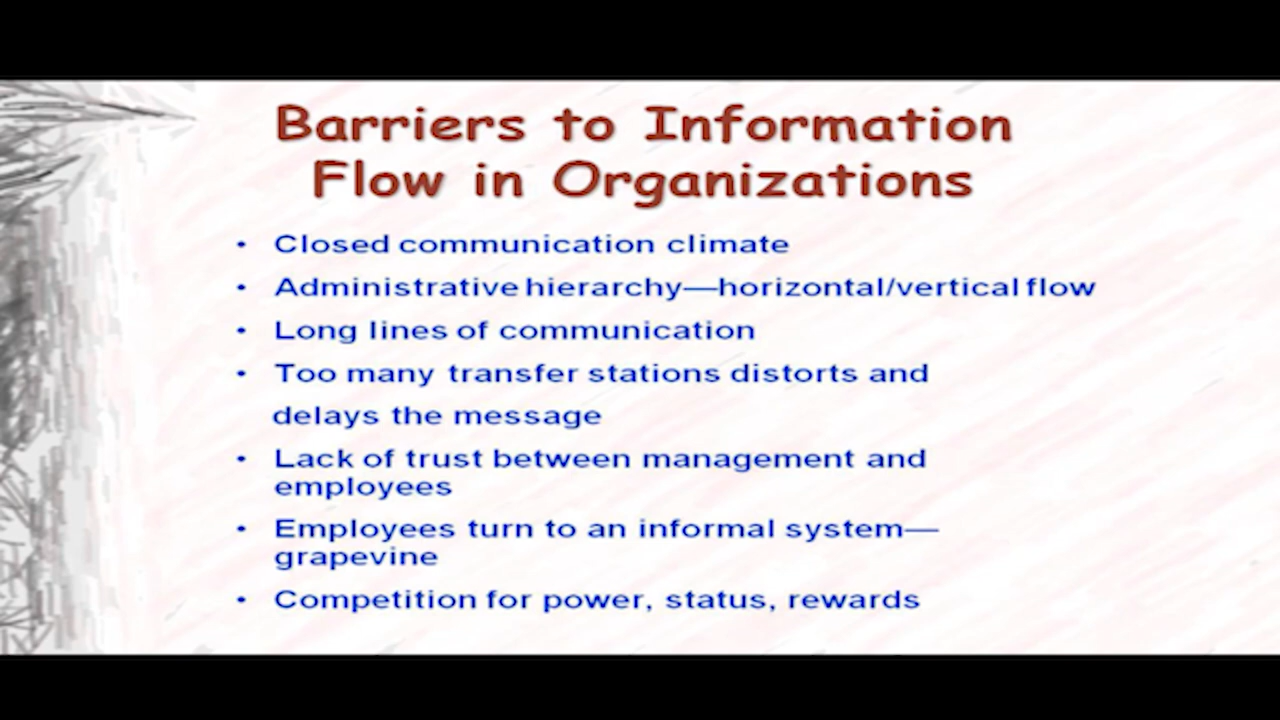 Barriers to Information
Flow in Organizations
• Closed communication climate
• Administrative hierarchy—horizontal/vertical flow
• Long lines of communication
• Too many transfer stations distorts and
delays the message
• Lack of trust between management and
employees
• Employees turn to an informal system—
grapevine
• Competition for power, status, rewards